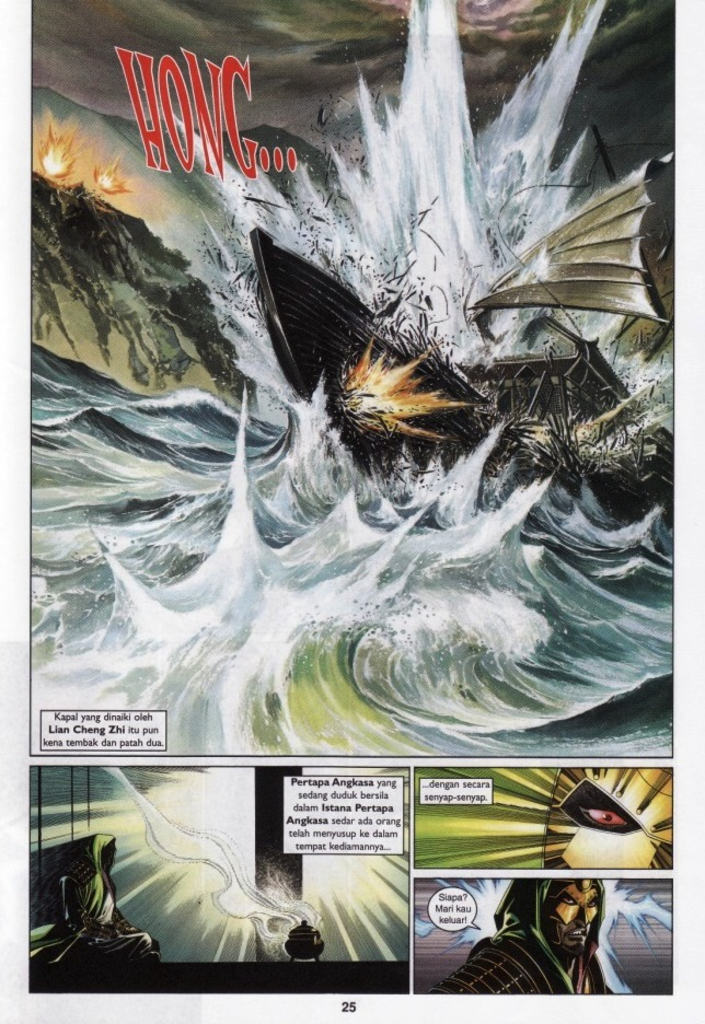 HONG...
Kapal yang dinaiki oleh
Lian Cheng Zhi itu pun
kena tembak dan patah dua.
Pertapa Angkasa yang
sedang duduk bersila
dalam Istana Pertapa
Angkasa sedar ada orang
telah menyusup ke dalam
tempat kediamannya...
...dengan secara
senyap-senyap.
Siapa?
Mari kau
keluar!
25